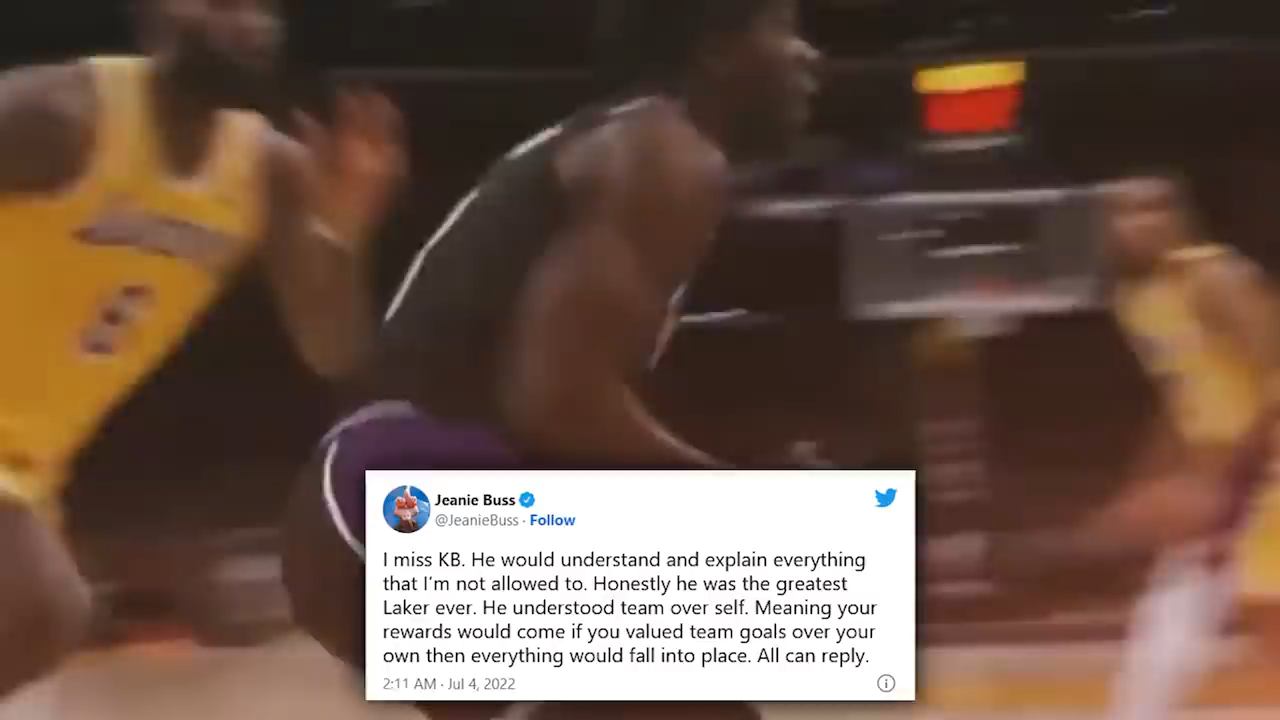 Jeanie Buss
@JeanieBuss · Follow
I miss KB. He would understand and explain everything
that I'm not allowed to. Honestly he was the greatest
Laker ever. He understood team over self. Meaning your
rewards would come if you valued team goals over your
own then everything would fall into place. All can reply.
2:11 AM · Jul 4, 2022